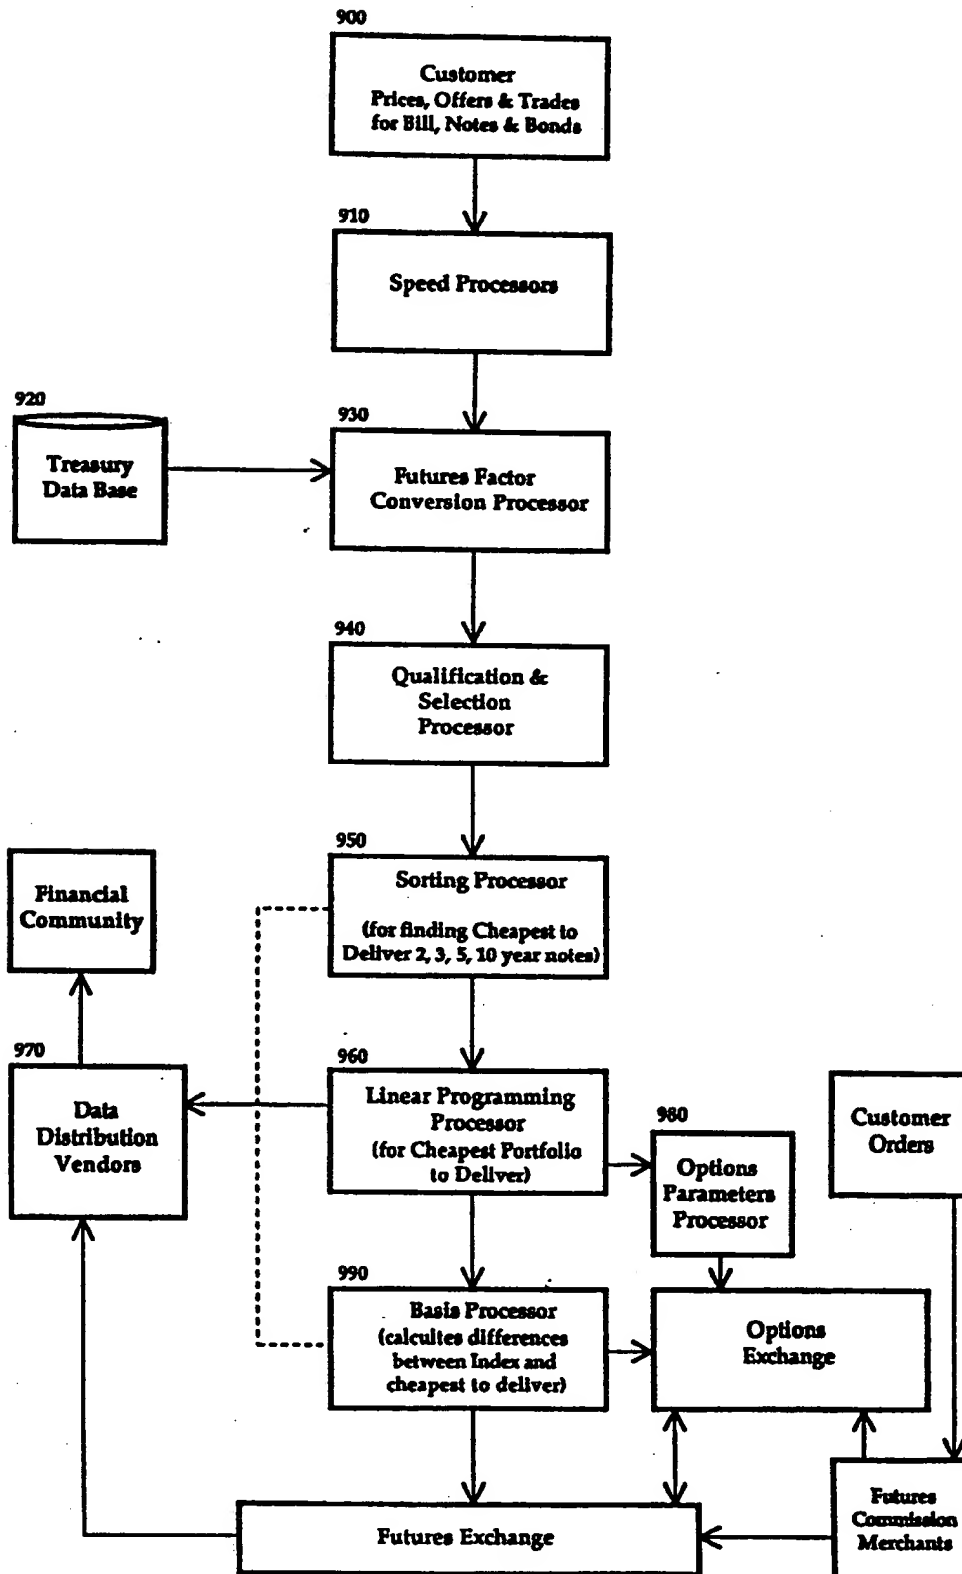 900
Customer
Prices, Offers & Trades
for Bill, Notes & Bonds
910
Speed Processors
920
Treasury
Data Base
930
Futures Factor
Conversion Processor
940
Qualification &
Selection
Processor
950
Sorting Processor
(for finding Cheapest to
Deliver 2, 3, 5, 10 year notes)
Financial
Community
960
Linear Programming
Processor
(for Cheapest Portfolio
to Deliver)
970
Data
Distribution
Vendors
980
Options
Parameters
Processor
Customer
Orders
990
Basis Processor
(calcultes differences
between Index and
cheapest to deliver)
Options
Exchange
Futures Exchange
Futures
Commission
Merchants